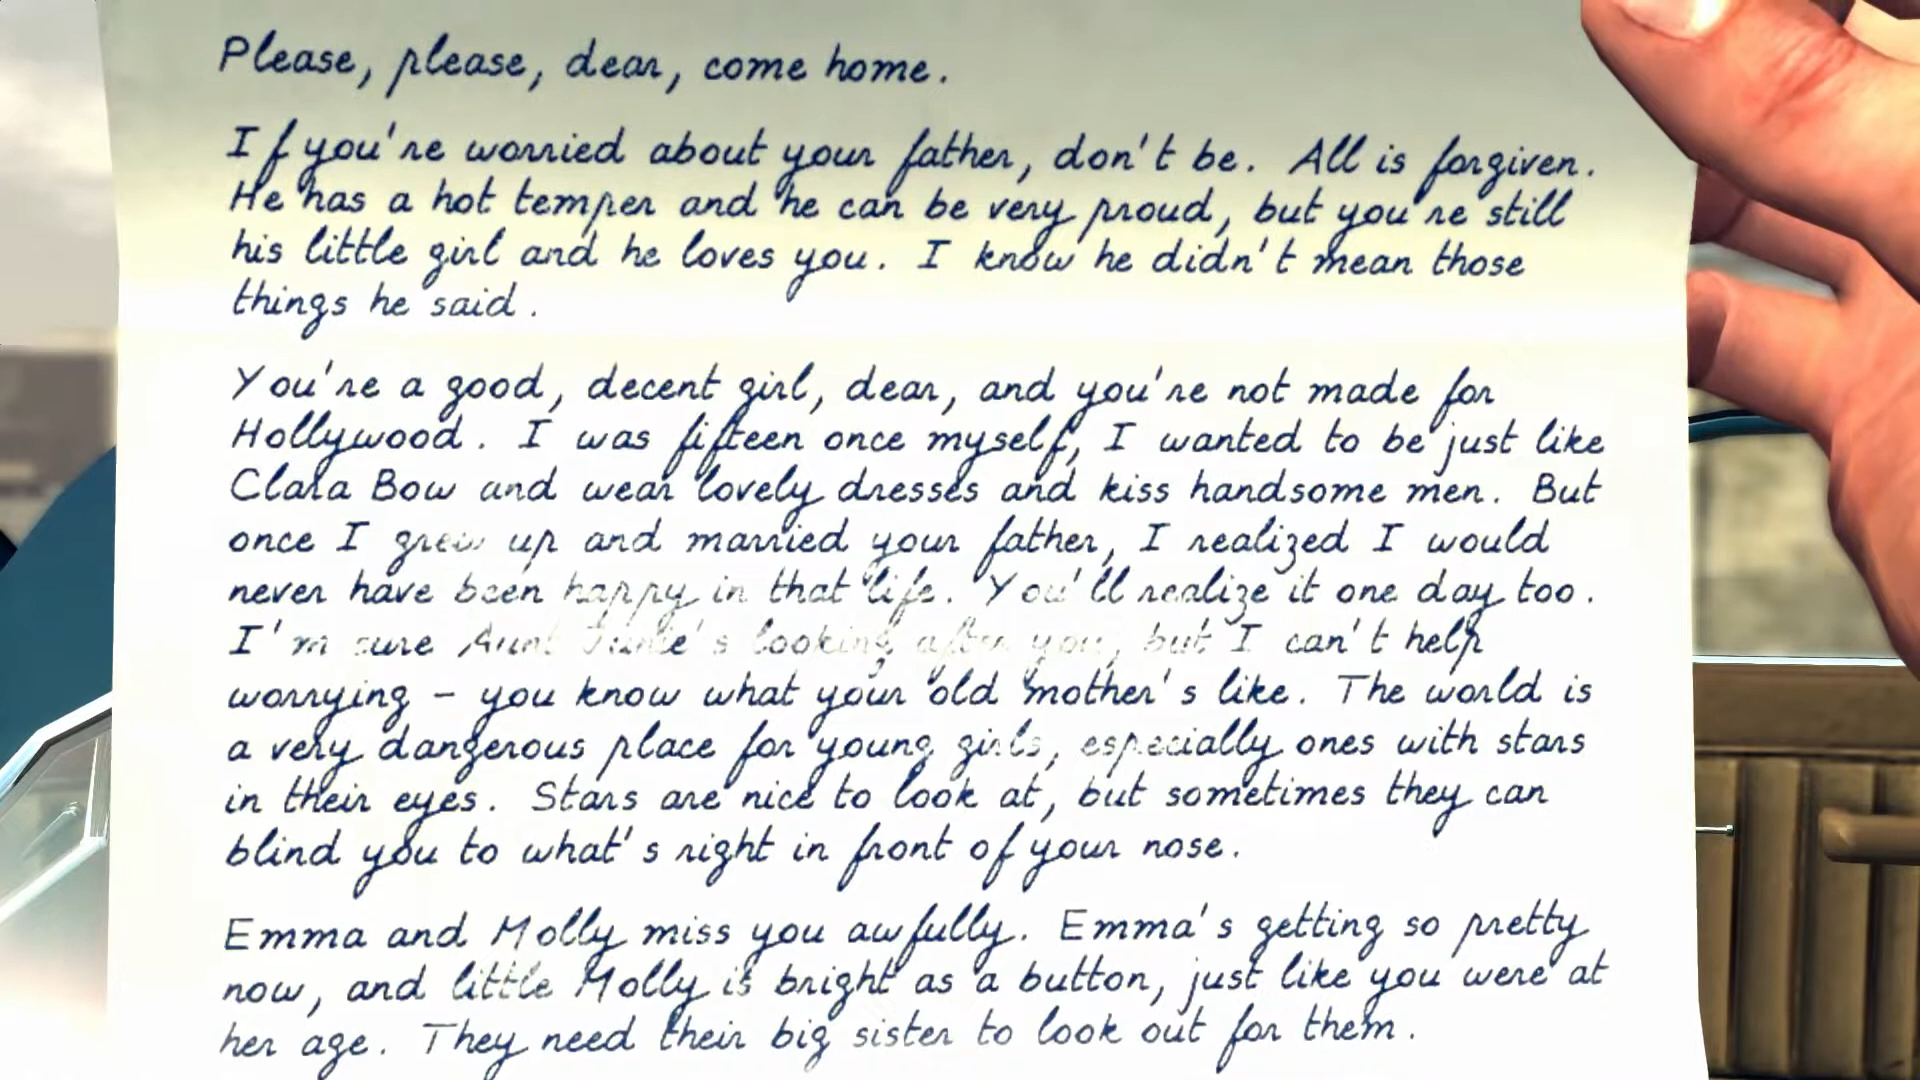 Please, please, dear, come home.
If you're worried about your father, don't be. All is forgiven.
He has a hot temper and he can be very proud, but you're still
his little girl and he loves you. I know he didn't mean those
things he said.
You're a good, decent girl, dear, and you're not made for
Hollywood. I was fifteen once myself, I wanted to be just like
Clara Bow and wear lovely dresses and kiss handsome men. But
once I grew up and married your father, I realized I would
never have been happy in that life. You'll realize it one day too.
I'm sure Aunt looking after you, but I can't help
worrying - you know what your old mother's like. The world is
a very dangerous place for young girls, especially ones with stars
in their eyes. Stars are nice to look at, but sometimes they can
blind you to what's right in front of your nose.
Emma and Molly miss you awfully. Emma's getting so pretty
now, and little Molly is bright as a button, just like you were at
her age. They need their big sister to look out for them.